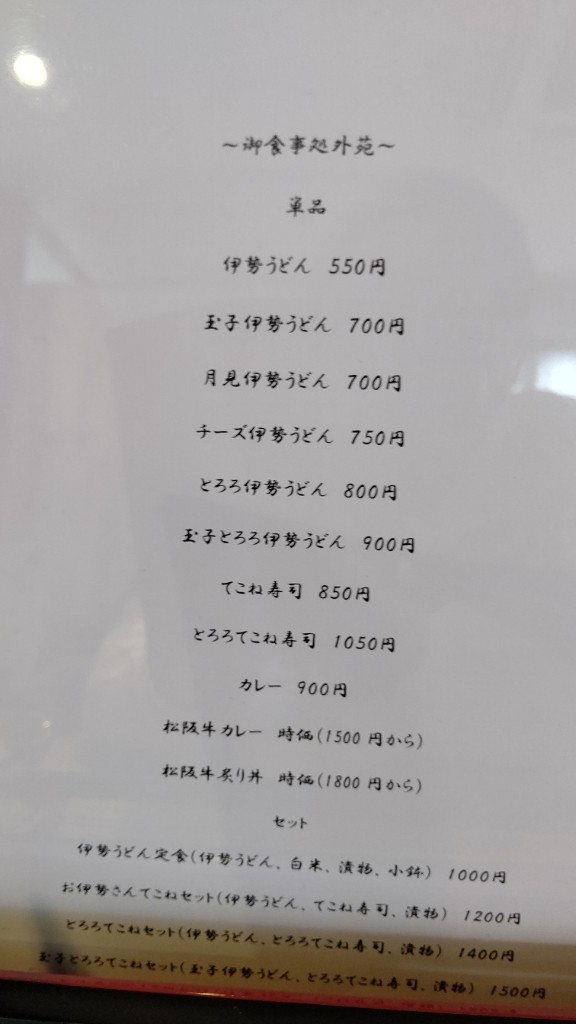 ～御食事処外苑～
単品
伊勢うどん 550円
玉子伊勢うどん 700円
月見伊勢うどん 700円
チーズ伊勢うどん 750円
とろろ伊勢うどん 800円
玉子とろろ伊勢うどん 900円
てこね寿司 850円
とろろてこね寿司 1050円
カレー 900円
松阪牛カレー 時価(1500円から)
松阪牛炙り丼 時価(1800円から)
セット
伊勢うどん定食(伊勢うどん、白米、漬物、小鉢) 1000円
お伊勢さんてこねセット(伊勢うどん、てこね寿司、漬物) 1200円
とろろてこねセット(伊勢うどん、とろろてこね寿司、漬物) 1400円
玉子とろろてこねセット(玉子伊勢うどん、とろろてこね寿司、漬物) 1500円